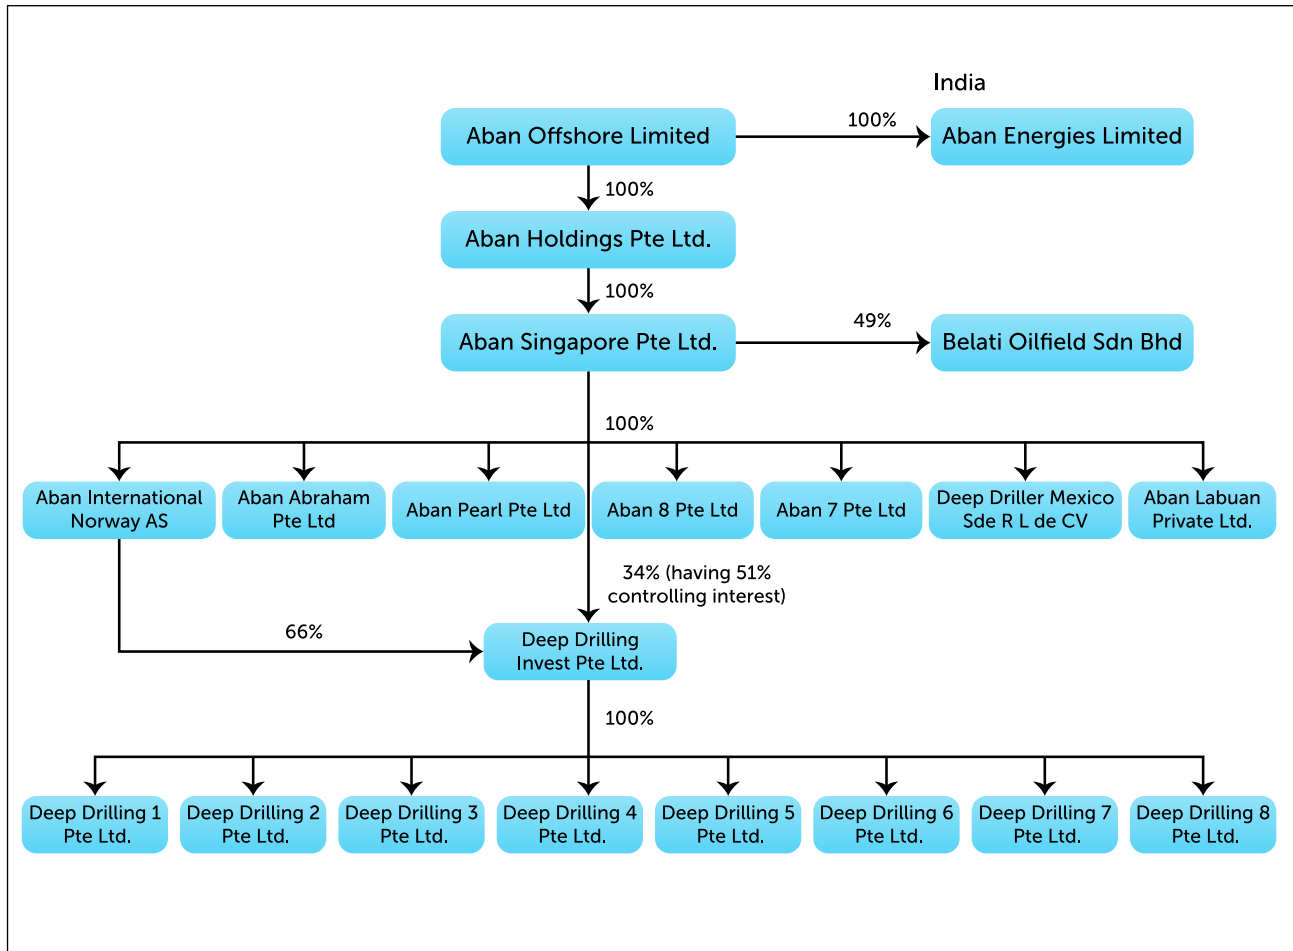 India
Aban Offshore Limited
100%
Aban Energies Limited
100%
Aban Holdings Pte Ltd.
100%
Aban Singapore Pte Ltd.
49%
Belati Oilfield Sdn Bhd
100%
Aban International
Norway AS
Aban Abraham
Pte Ltd
Aban Pearl Pte Ltd
Aban 8 Pte Ltd
Aban 7 Pte Ltd
Deep Driller Mexico
Sde R L de CV
Aban Labuan
Private Ltd.
34% (having 51%
controlling interest)
66%
Deep Drilling
Invest Pte Ltd.
100%
Deep Drilling 1
Pte Ltd.
Deep Drilling 2
Pte Ltd.
Deep Drilling 3
Pte Ltd.
Deep Drilling 4
Pte Ltd.
Deep Drilling 5
Pte Ltd.
Deep Drilling 6
Pte Ltd.
Deep Drilling 7
Pte Ltd.
Deep Drilling 8
Pte Ltd.